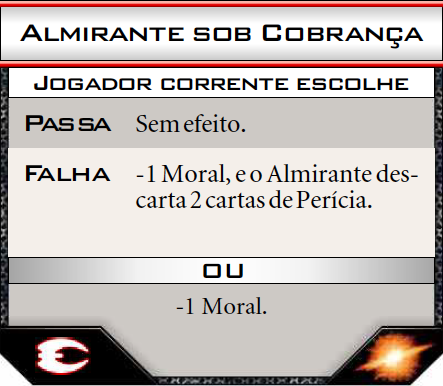 Almirante sob Cobrança
Jogador corrente escolhe
Passa Sem efeito.
Falha -1 Moral, e o Almirante des-
carta 2 cartas de Perícia.
ou
-1 Moral.